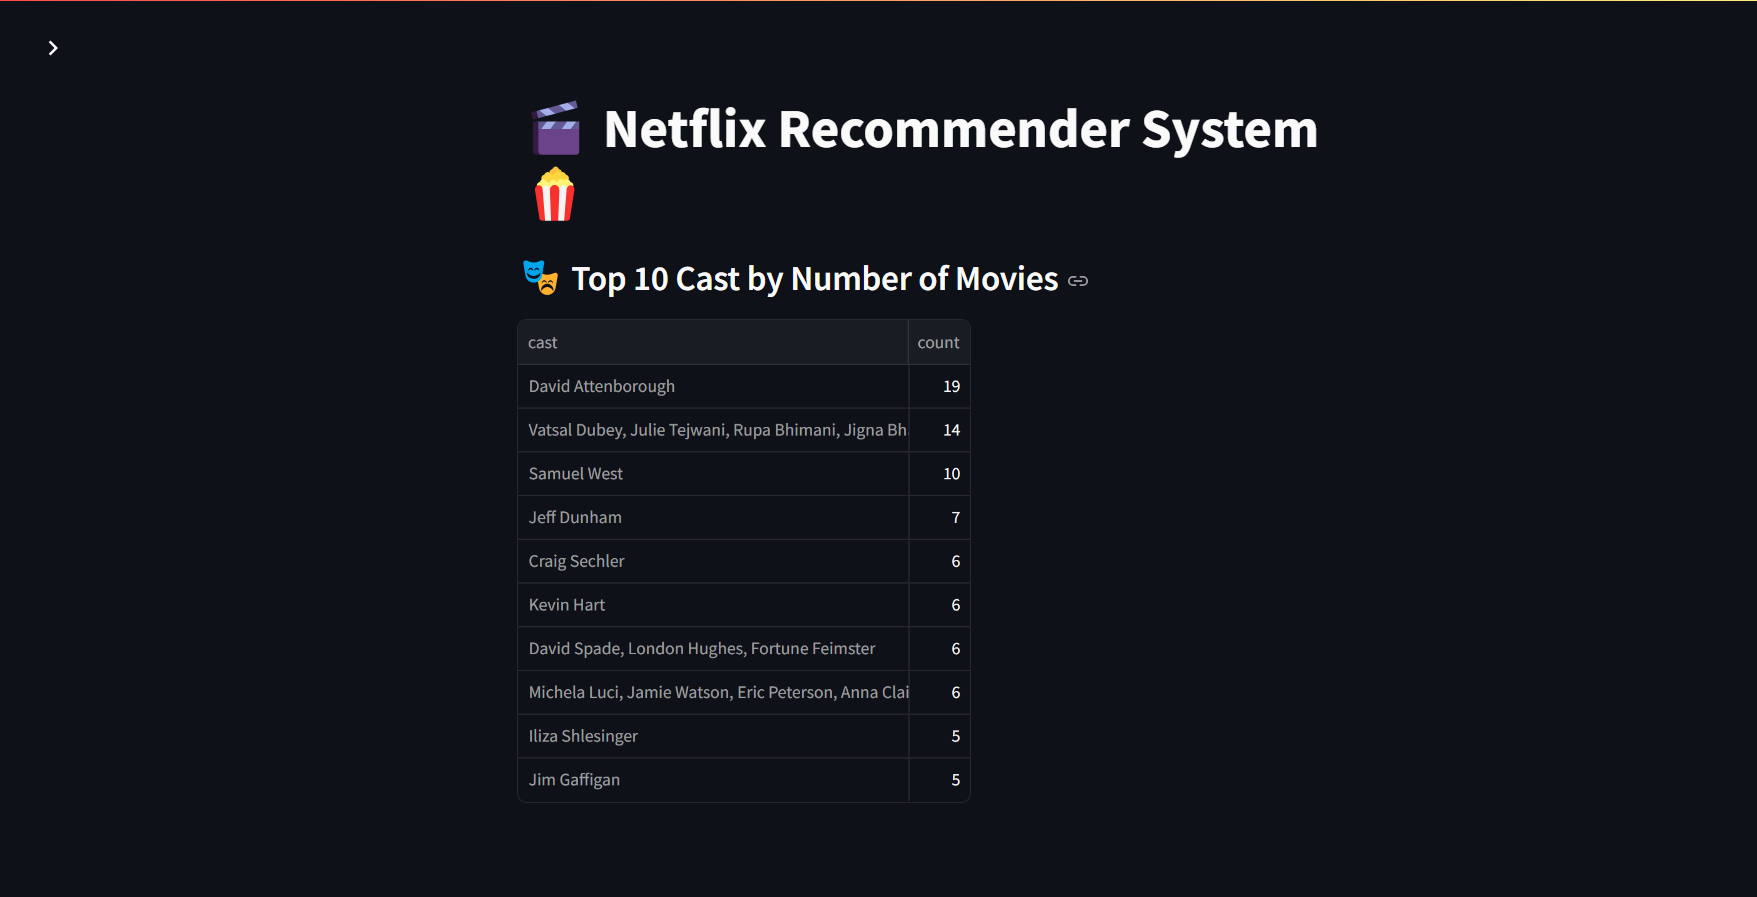 Netflix Recommender System
Top 10 Cast by Number of Movies
cast count
David Attenborough 19
Vatsal Dubey, Julie Tejwani, Rupa Bhimani, Jigna Bh 14
Samuel West 10
Jeff Dunham 7
Craig Sechler 6
Kevin Hart 6
David Spade, London Hughes, Fortune Feimster 6
Michela Luci, Jamie Watson, Eric Peterson, Anna Clai 6
Iliza Shlesinger 5
Jim Gaffigan 5